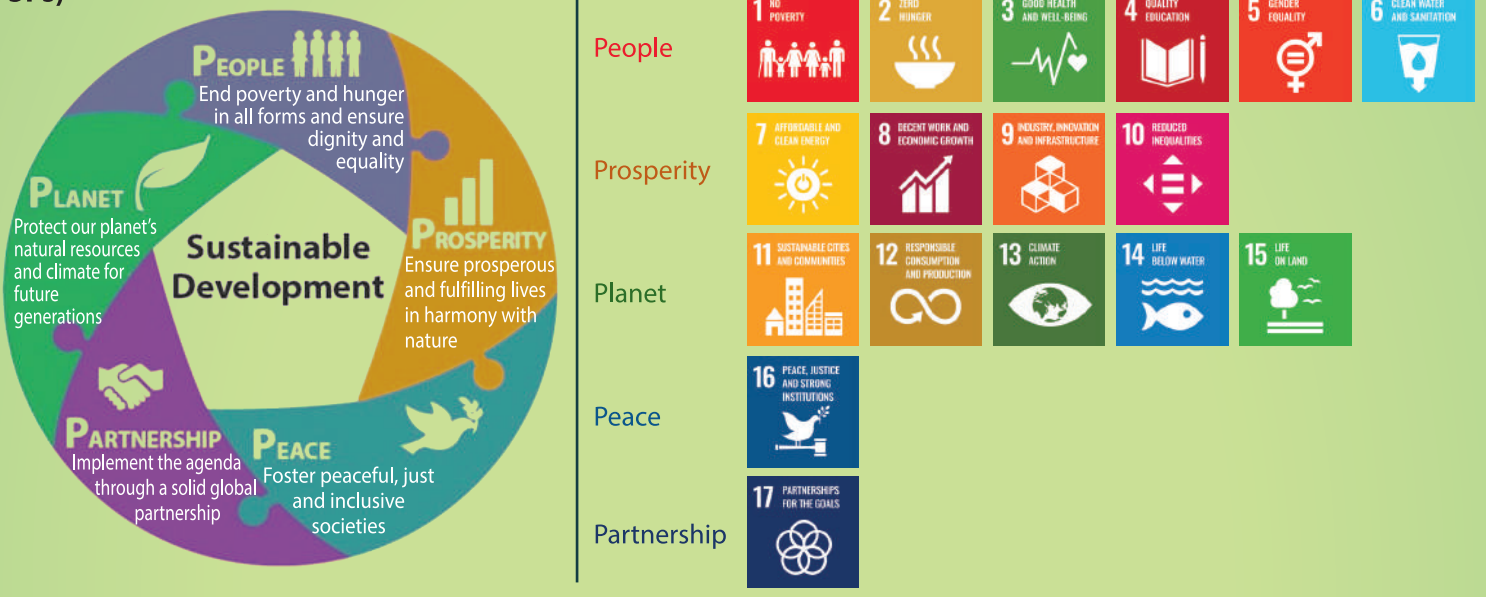 PEOPLE
End poverty and hunger
in all forms and ensure
dignity and
equality
PROSPERITY
Ensure prosperous
and fulfilling lives
in harmony with
nature
PEACE
Foster peaceful, just
and inclusive
societies
PARTNERSHIP
Implement the agenda
through a solid global
partnership
PLANET
Protect our planet's
natural resources
and climate for
future
generations
Sustainable
Development
People
1 NO
POVERTY
2 ZERO
HUNGER
3 GOOD HEALTH
AND WELL-BEING
4 QUALITY
EDUCATION
5 GENDER
EQUALITY
6 CLEAN WATER
AND SANITATION
Prosperity
7 AFFORDABLE AND
CLEAN ENERGY
8 DECENT WORK AND
ECONOMIC GROWTH
9 INDUSTRY, INNOVATION
AND INFRASTRUCTURE
10 REDUCED
INEQUALITIES
Planet
11 SUSTAINABLE CITIES
AND COMMUNITIES
12 RESPONSIBLE
CONSUMPTION
AND PRODUCTION
13 CLIMATE
ACTION
14 LIFE
BELOW WATER
15 LIFE
ON LAND
Peace
16 PEACE, JUSTICE
AND STRONG
INSTITUTIONS
Partnership
17 PARTNERSHIPS
FOR THE GOALS